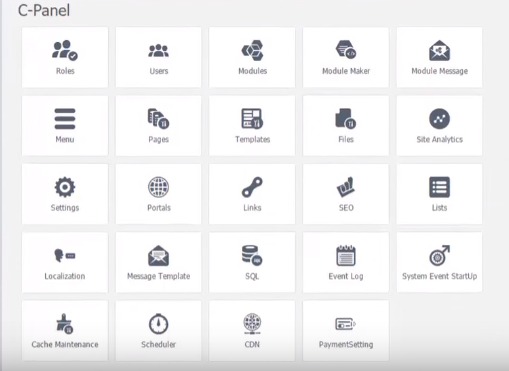 C-Panel
Roles
Users
Modules
Module Maker
Module Message
Menu
Pages
Templates
Files
Site Analytics
Settings
Portals
Links
SEO
Lists
Localization
Message Template
SQL
Event Log
System Event StartUp
Cache Maintenance
Scheduler
CDN
PaymentSetting